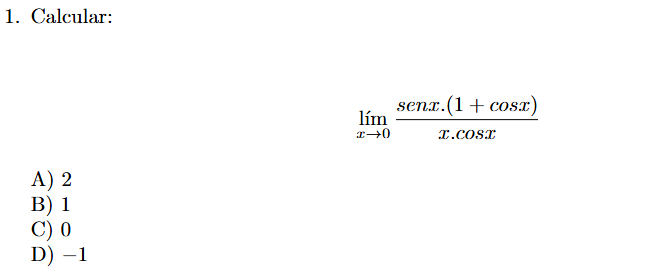 1. Calcular:
lím x→0 senx.(1 + cosx) / x.cosx
A) 2
B) 1
C) 0
D) −1